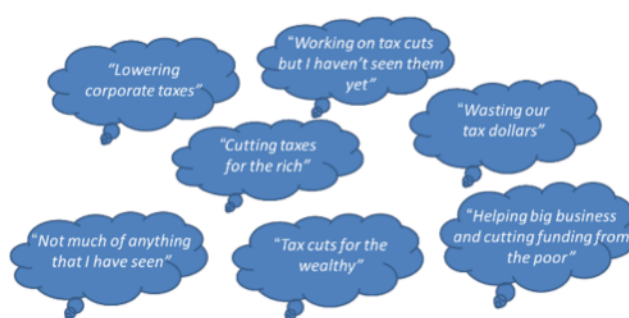 "Lowering
corporate taxes"
"Working on tax cuts
but I haven't seen them
yet"
"Wasting our
tax dollars"
"Cutting taxes
for the rich"
"Not much of anything
that I have seen"
"Tax cuts for the
wealthy"
"Helping big business
and cutting funding from
the poor"